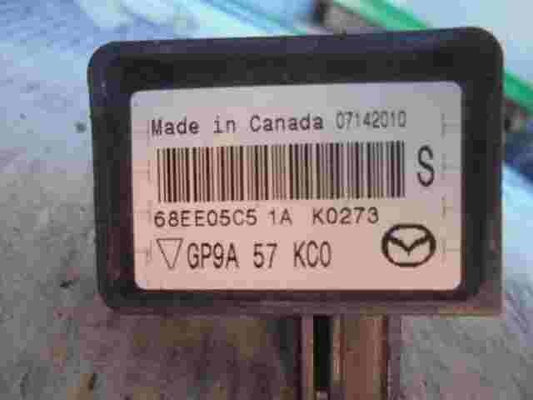 Made in Canada 07142010
S
68EE05C5 1A K0273
GP9A 57 KC0